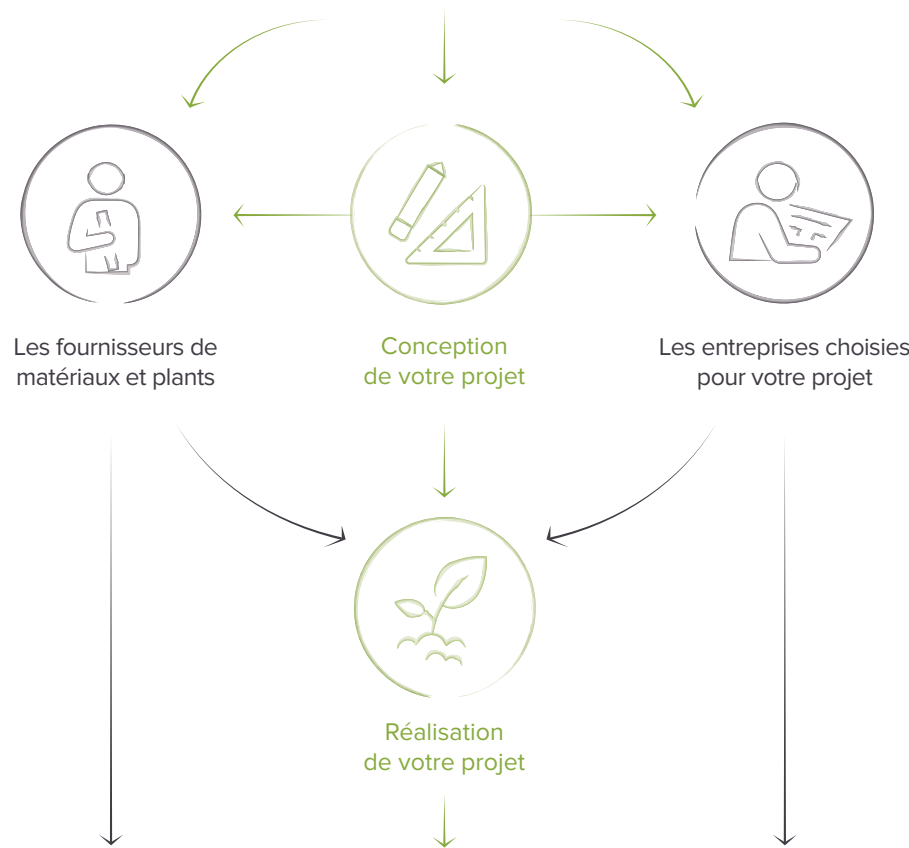 Les fournisseurs de
matériaux et plants
Conception
de votre projet
Les entreprises choisies
pour votre projet
Réalisation
de votre projet